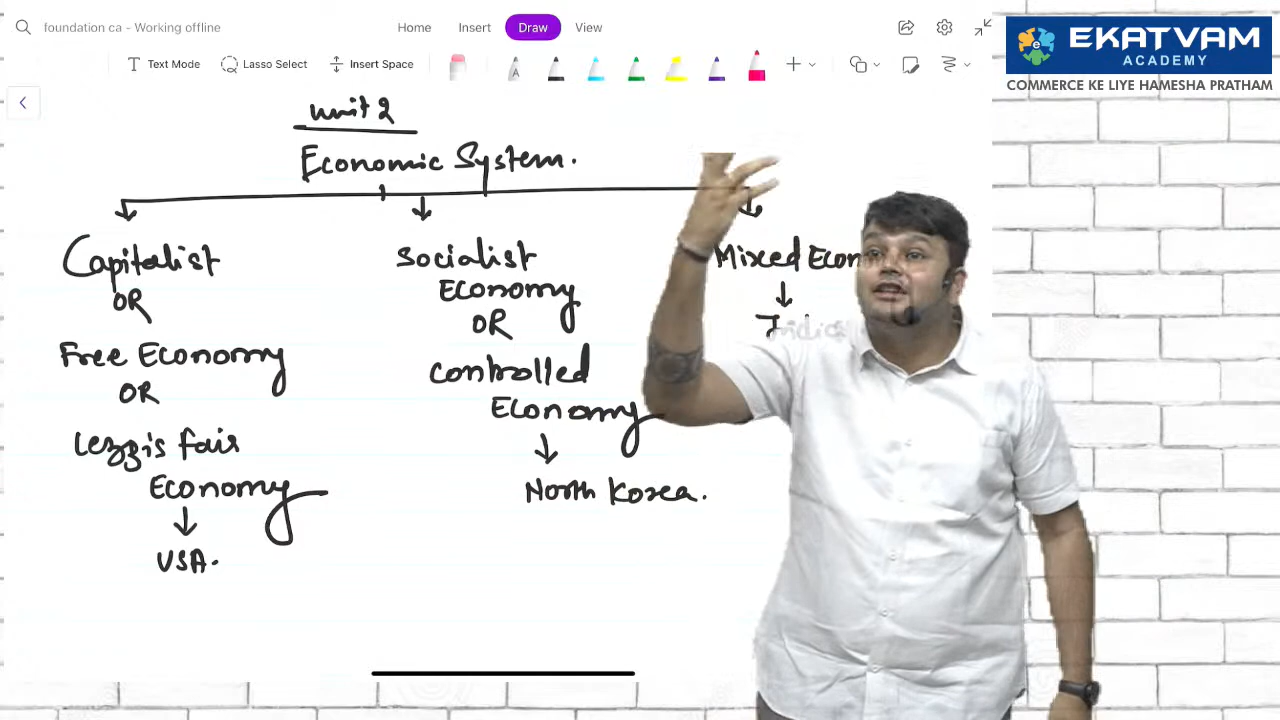 foundation ca - Working offline
Home
Insert
Draw
View
Text Mode
Lasso Select
Insert Space
A
EKATVAM
ACADEMY
COMMERCE KE LIYE HAMESHA PRATHAM
Unit 2
Economic System.
Capitalist
OR
Free Economy
OR
Lezzis fair
Economy
USA.
Socialist
Economy
OR
Controlled
Economy
North Korea.
Mixed Econ
India